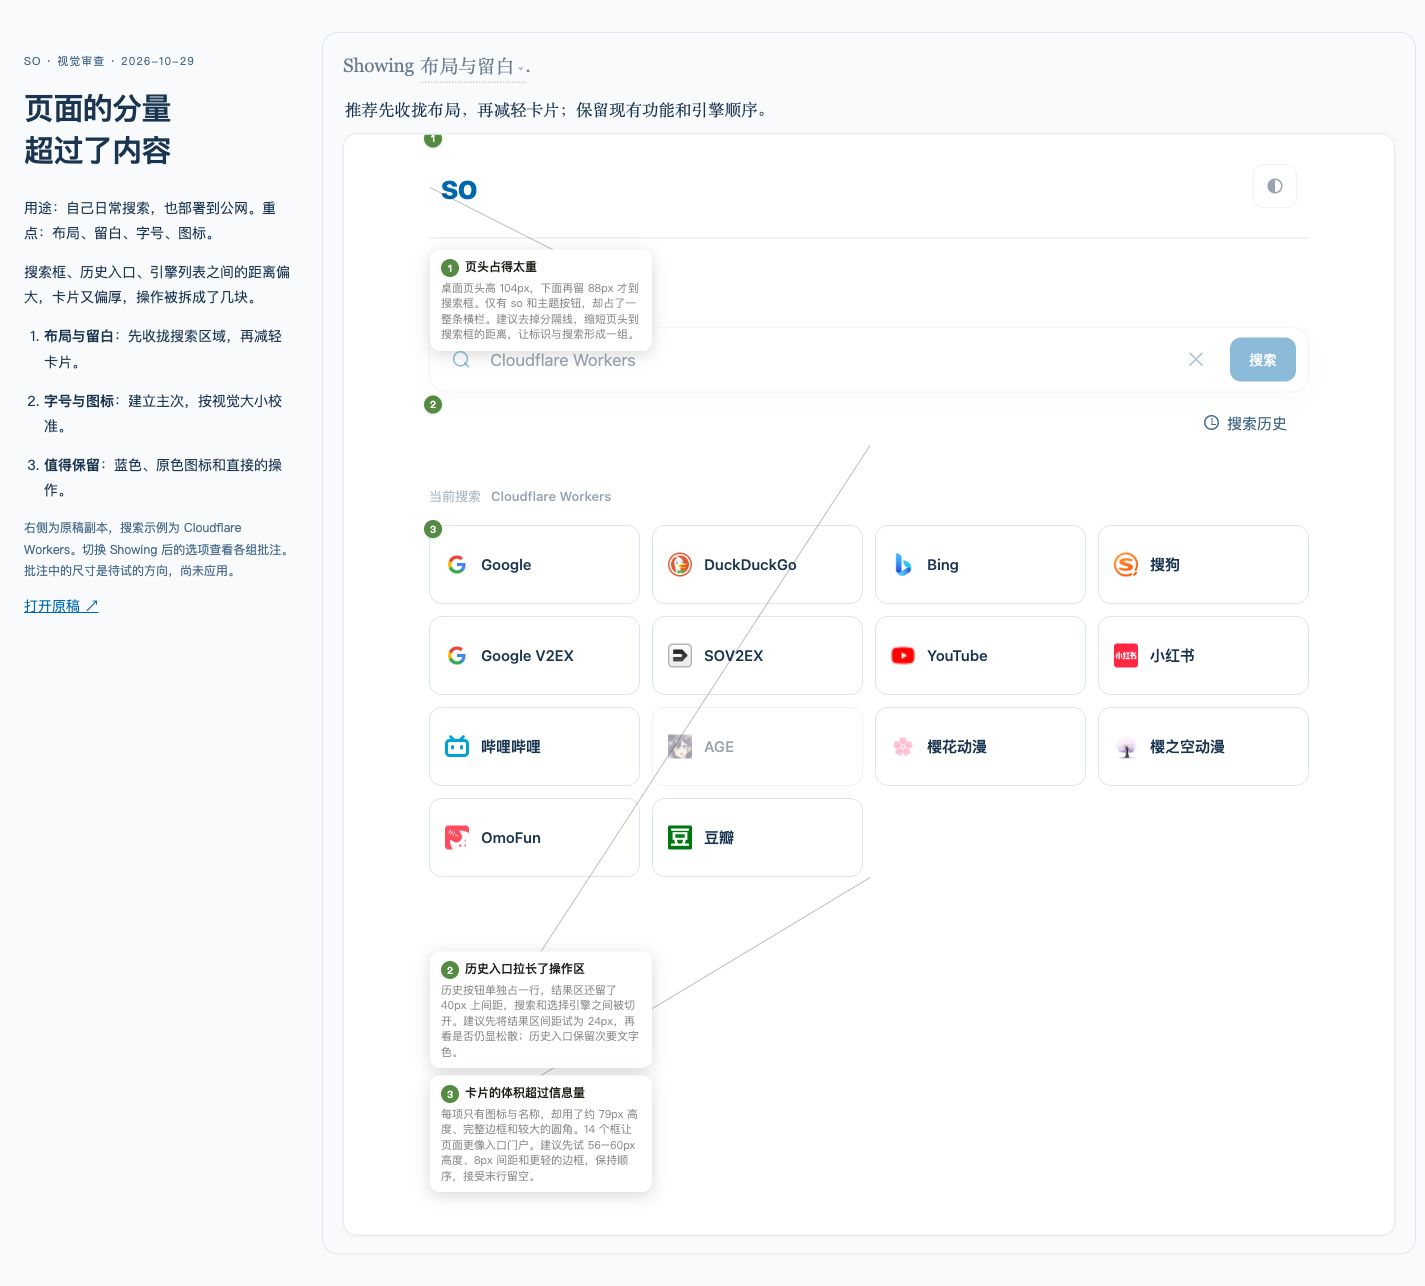 SO · 视觉审查 · 2026-10-29
页面的分量
超过了内容
用途：自己日常搜索，也部署到公网。重
点：布局、留白、字号、图标。
搜索框、历史入口、引擎列表之间的距离偏
大，卡片又偏厚，操作被拆成了几块。
1. 布局与留白：先收拢搜索区域，再减轻
卡片。
2. 字号与图标：建立主次，按视觉大小校
准。
3. 值得保留：蓝色、原色图标和直接的操
作。
右侧为原稿副本，搜索示例为 Cloudflare
Workers。切换 Showing 后的选项查看各组批注。
批注中的尺寸是待试的方向，尚未应用。
打开原稿 ↗
Showing 布局与留白.
推荐先收拢布局，再减轻卡片；保留现有功能和引擎顺序。
1
so
1 页头占得太重
桌面页头高 104px，下面再留 88px 才到
搜索框。仅有 so 和主题按钮，却占了一
整条横栏。建议去掉分隔线，缩短页头到
搜索框的距离，让标识与搜索形成一组。
Cloudflare Workers
搜索
2
搜索历史
当前搜索 Cloudflare Workers
3
Google
DuckDuckGo
Bing
搜狗
Google V2EX
SOV2EX
YouTube
小红书
小红书
哔哩哔哩
AGE
樱花动漫
樱之空动漫
OmoFun
豆
豆瓣
2 历史入口拉长了操作区
历史按钮单独占一行，结果区还留了
40px 上间距，搜索和选择引擎之间被切
开。建议先将结果区间距试为 24px，再
看是否仍显松散；历史入口保留次要文字
色。
3 卡片的体积超过信息量
每项只有图标与名称，却用了约 79px 高
度、完整边框和较大的圆角。14 个框让
页面更像入口门户。建议先试 56–60px
高度、8px 间距和更轻的边框，保持顺
序，接受末行留空。